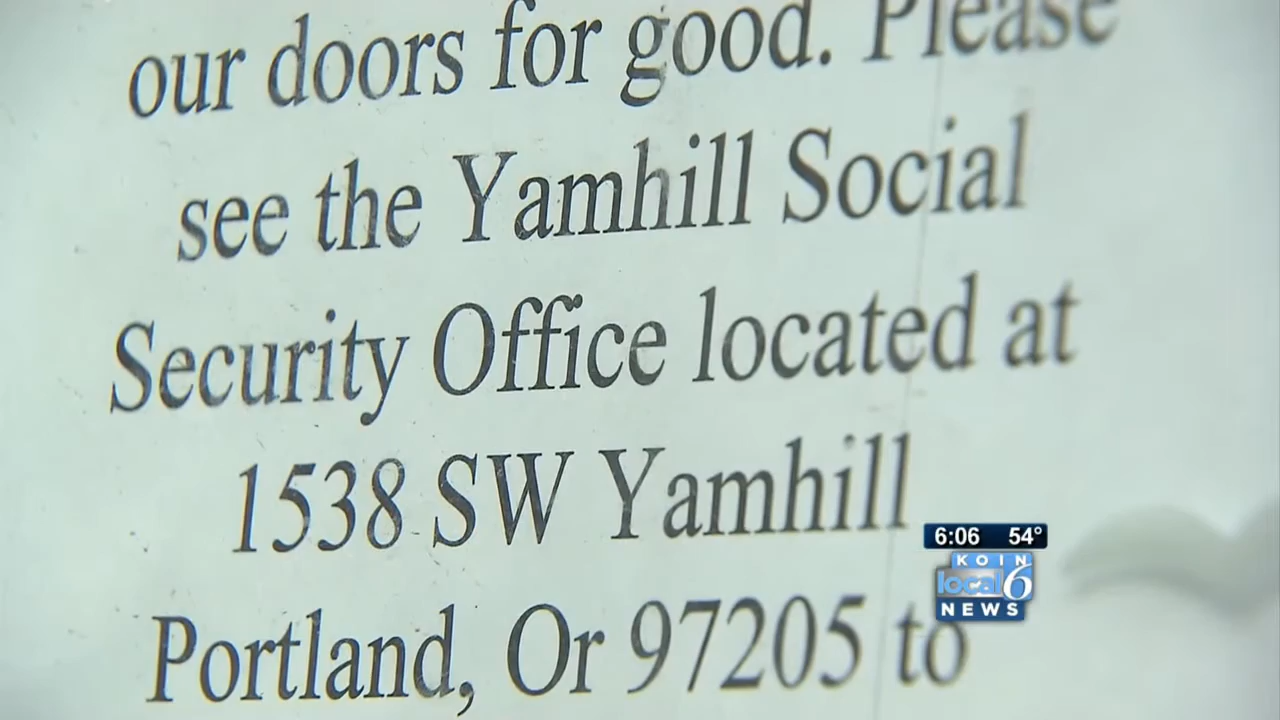 our doors for good. Please
see the Yamhill Social
Security Office located at
1538 SW Yamhill
Portland, Or 97205 to
6:06 54°
KOIN
local 6
NEWS